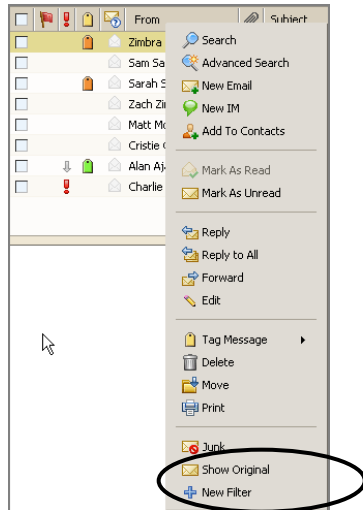 From Subject
Zimbra
Search
Sam Sa
Advanced Search
Sarah S
New Email
Zach Zi
New IM
Matt Mo
Add To Contacts
Cristie
Alan Aj
Mark As Read
Charlie
Mark As Unread
Reply
Reply to All
Forward
Edit
Tag Message
Delete
Move
Print
Junk
Show Original
New Filter